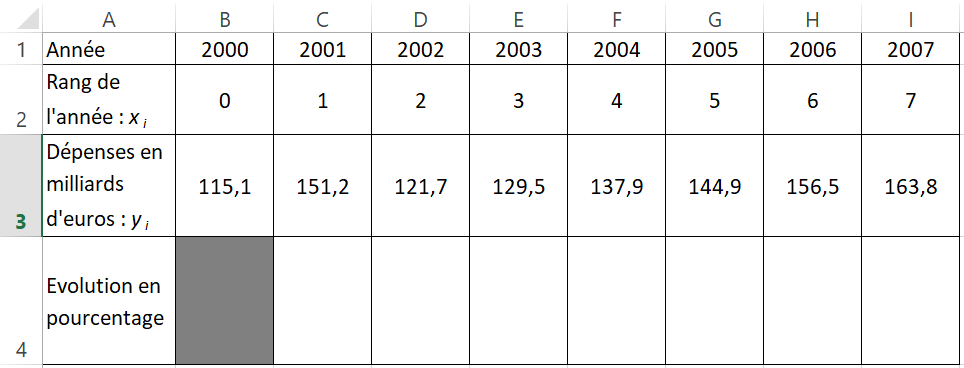 A B C D E F G H I
1 Année 2000 2001 2002 2003 2004 2005 2006 2007
Rang de
2 l'année : x i 0 1 2 3 4 5 6 7
Dépenses en
milliards 115,1 151,2 121,7 129,5 137,9 144,9 156,5 163,8
3 d'euros : y i
Evolution en
pourcentage
4